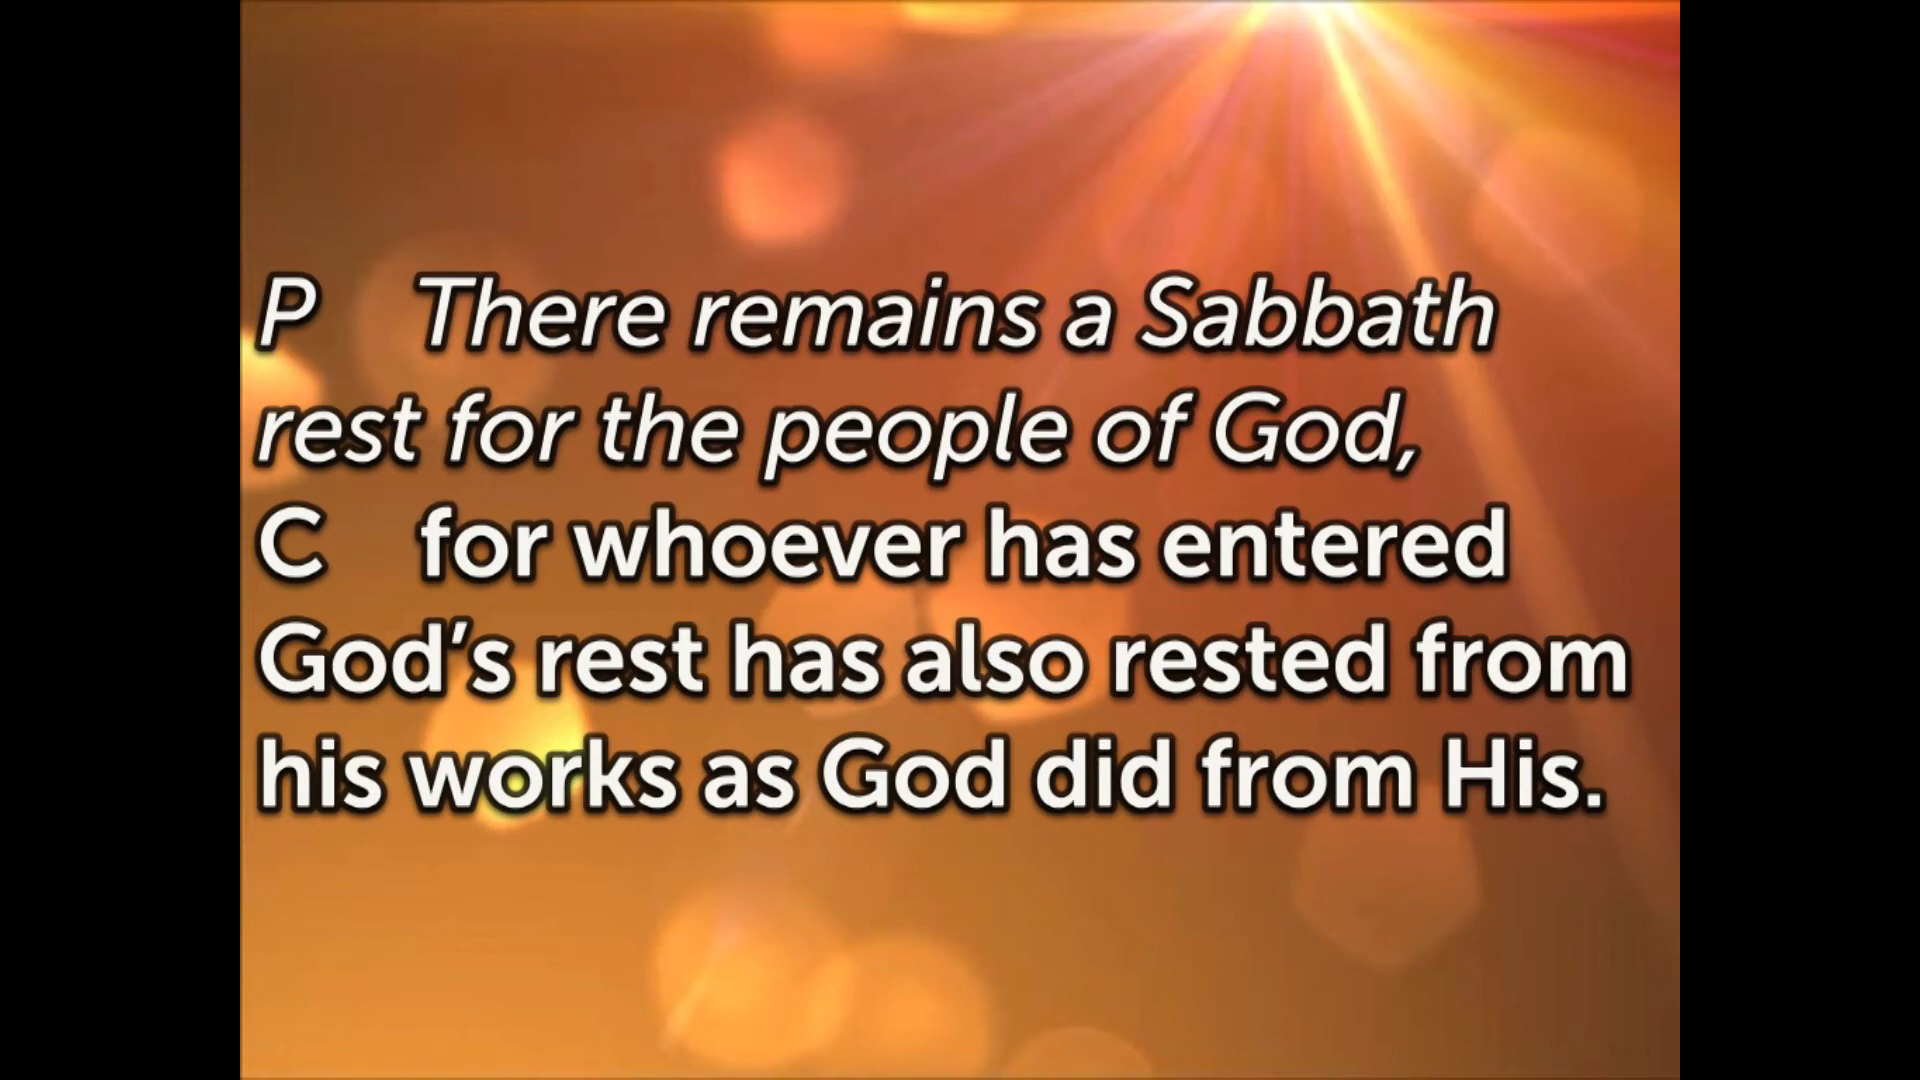 P There remains a Sabbath
rest for the people of God,
C for whoever has entered
God’s rest has also rested from
his works as God did from His.